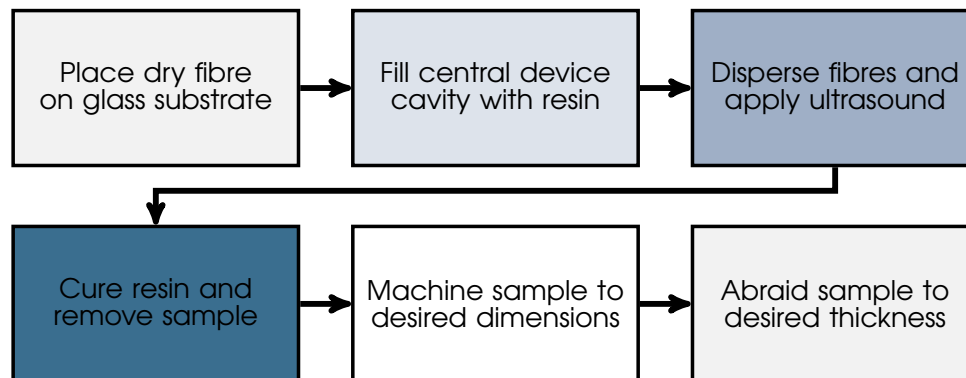 Place dry fibre
on glass substrate
Fill central device
cavity with resin
Disperse fibres and
apply ultrasound
Cure resin and
remove sample
Machine sample to
desired dimensions
Abraid sample to
desired thickness